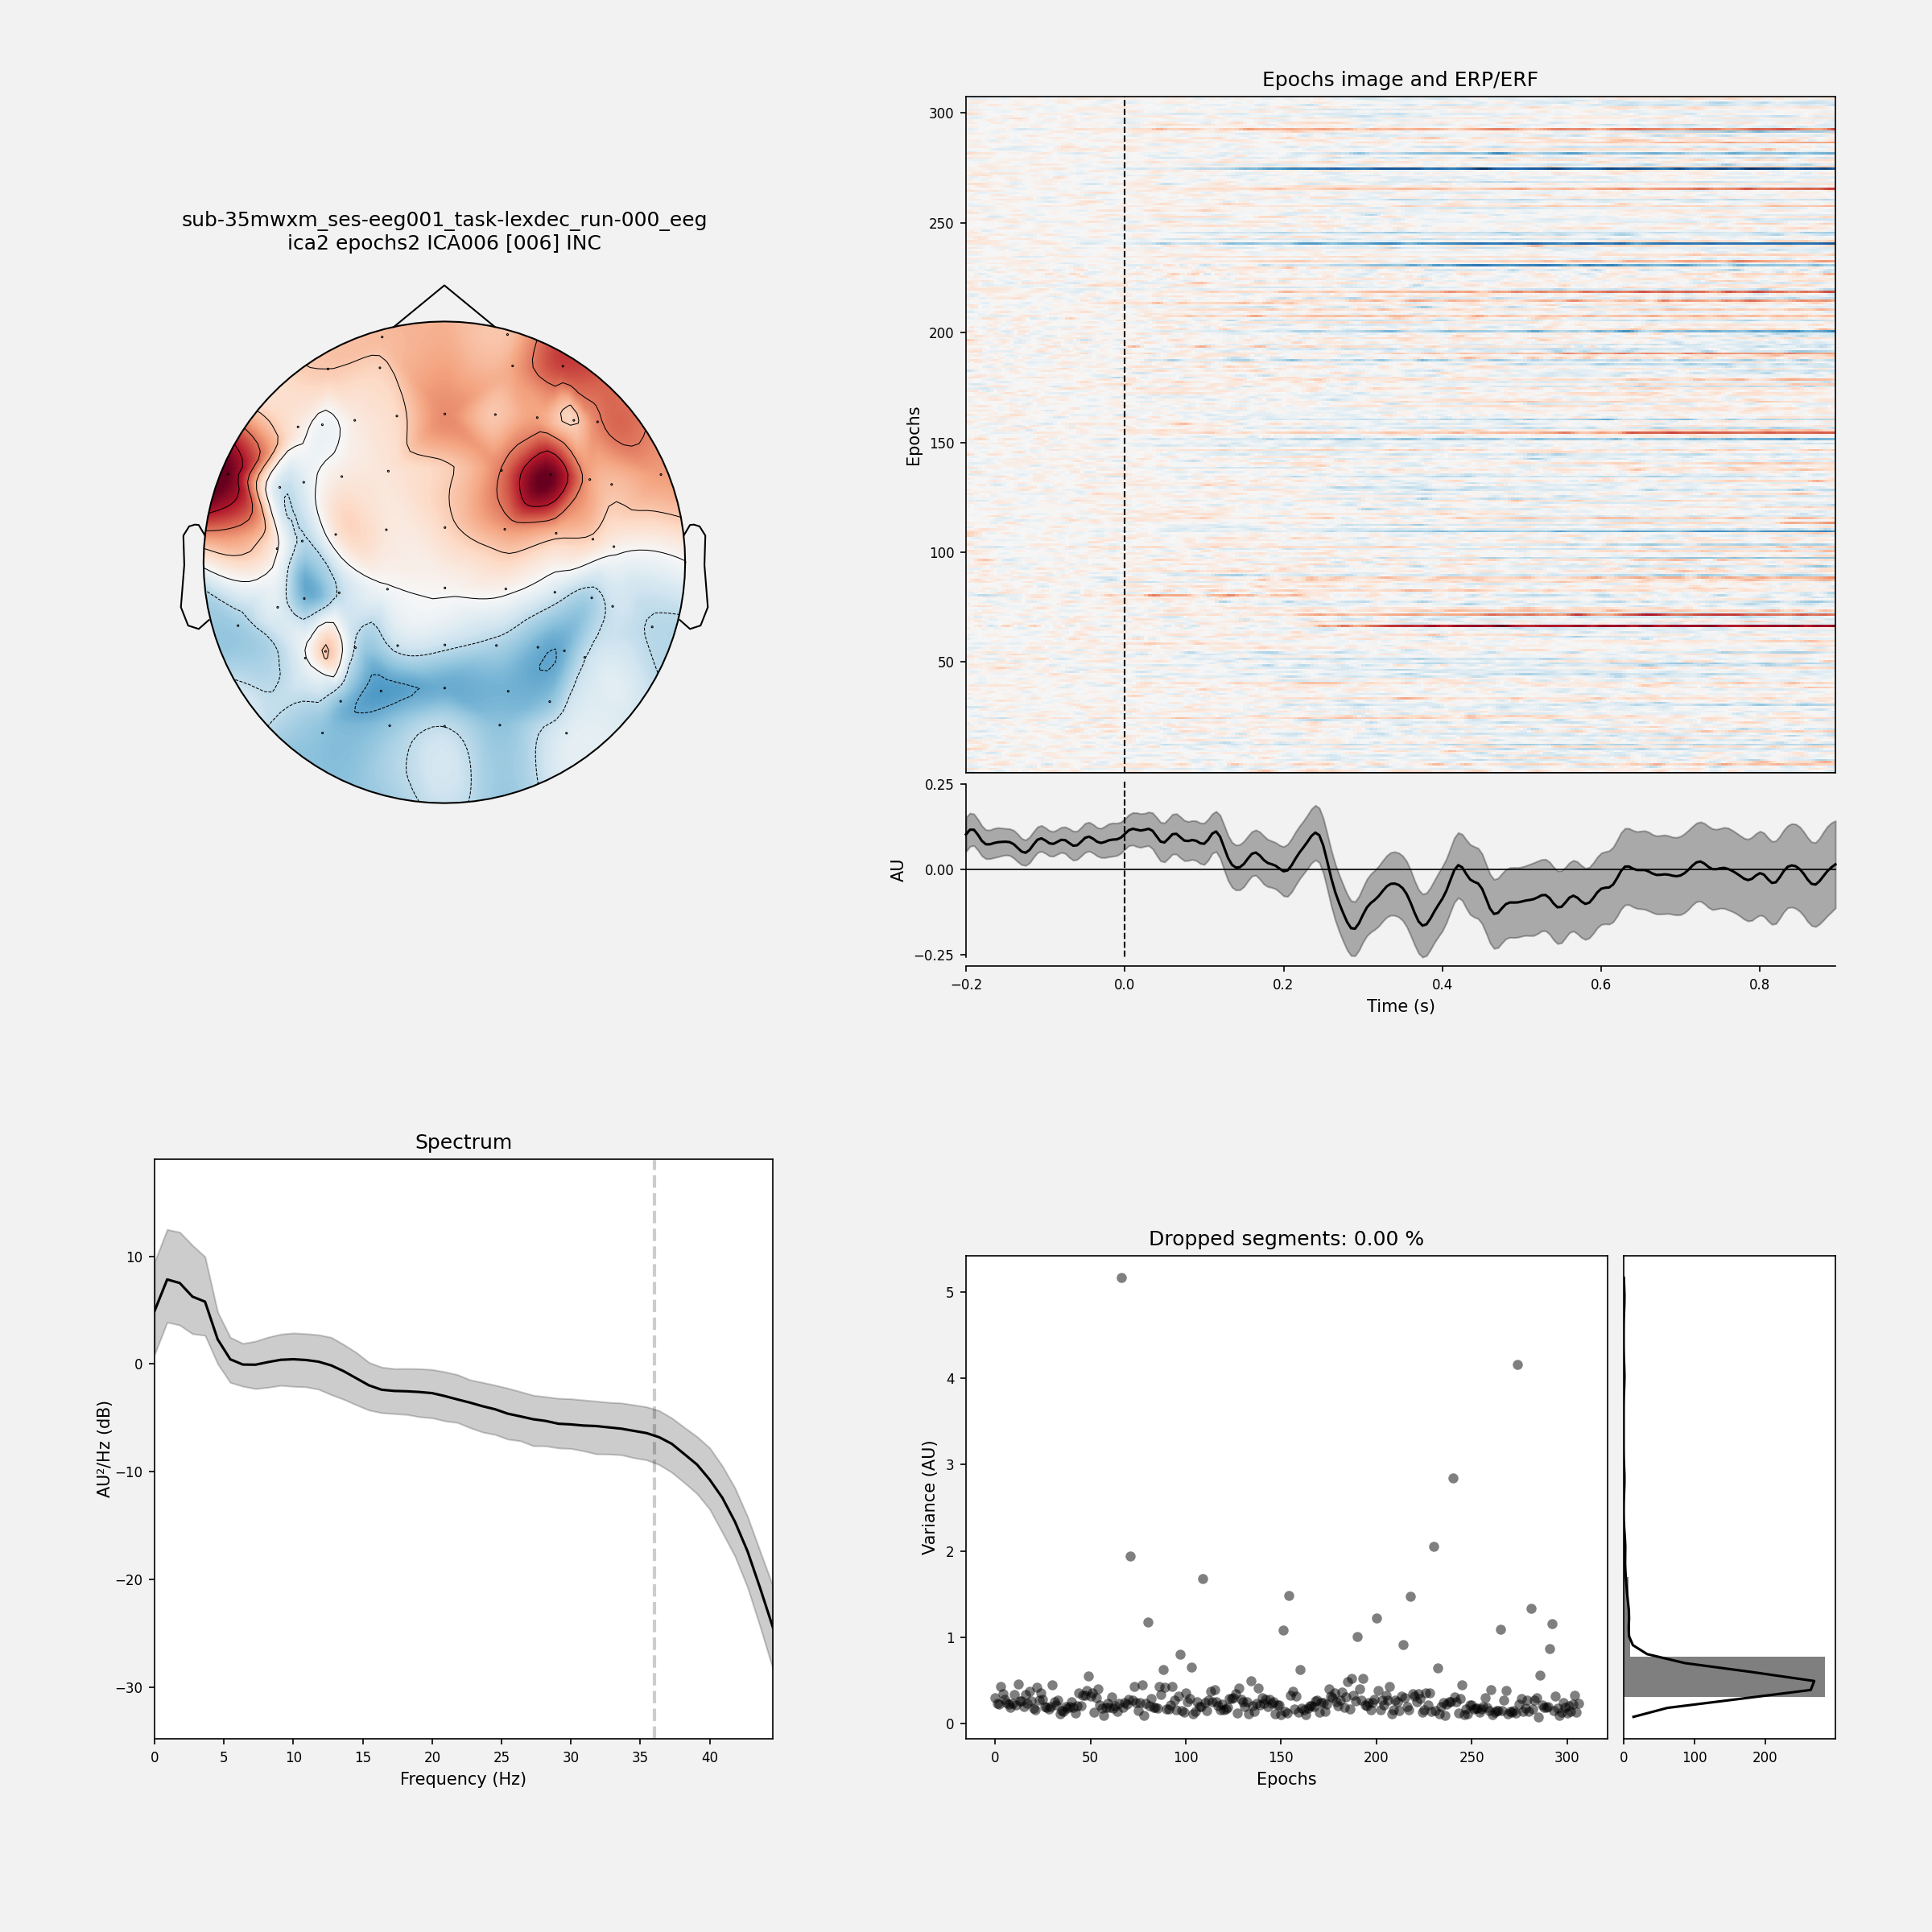 sub-35mwxm_ses-eeg001_task-lexdec_run-000_eeg
ica2 epochs2 ICA006 [006] INC
Epochs image and ERP/ERF
300
250
200
150
100
50
Epochs
0.25
0.00
−0.25
AU
−0.2 0.0 0.2 0.4 0.6 0.8
Time (s)
Spectrum
10
0
−10
−20
−30
AU²/Hz (dB)
0 5 10 15 20 25 30 35 40
Frequency (Hz)
Dropped segments: 0.00 %
5
4
3
2
1
0
Variance (AU)
0 50 100 150 200 250 300
Epochs
0 100 200